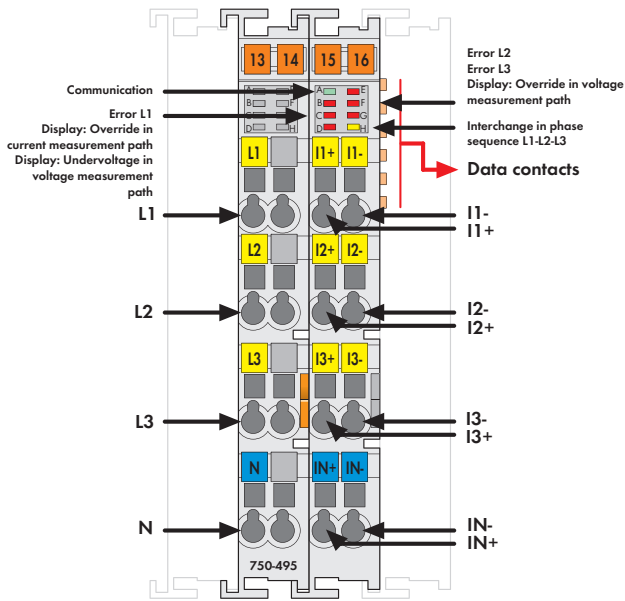 13 14 15 16
Communication
Error L1
Display: Override in
current measurement path
Display: Undervoltage in
voltage measurement
path
A E
B F
C G
D H
A E
B F
C G
D H
Error L2
Error L3
Display: Override in voltage
measurement path
Interchange in phase
sequence L1-L2-L3
Data contacts
L1 I1+ I1-
L1
I1-
I1+
L2 I2+ I2-
L2
I2-
I2+
L3 I3+ I3-
L3
I3-
I3+
N IN+ IN-
N
IN-
IN+
750-495